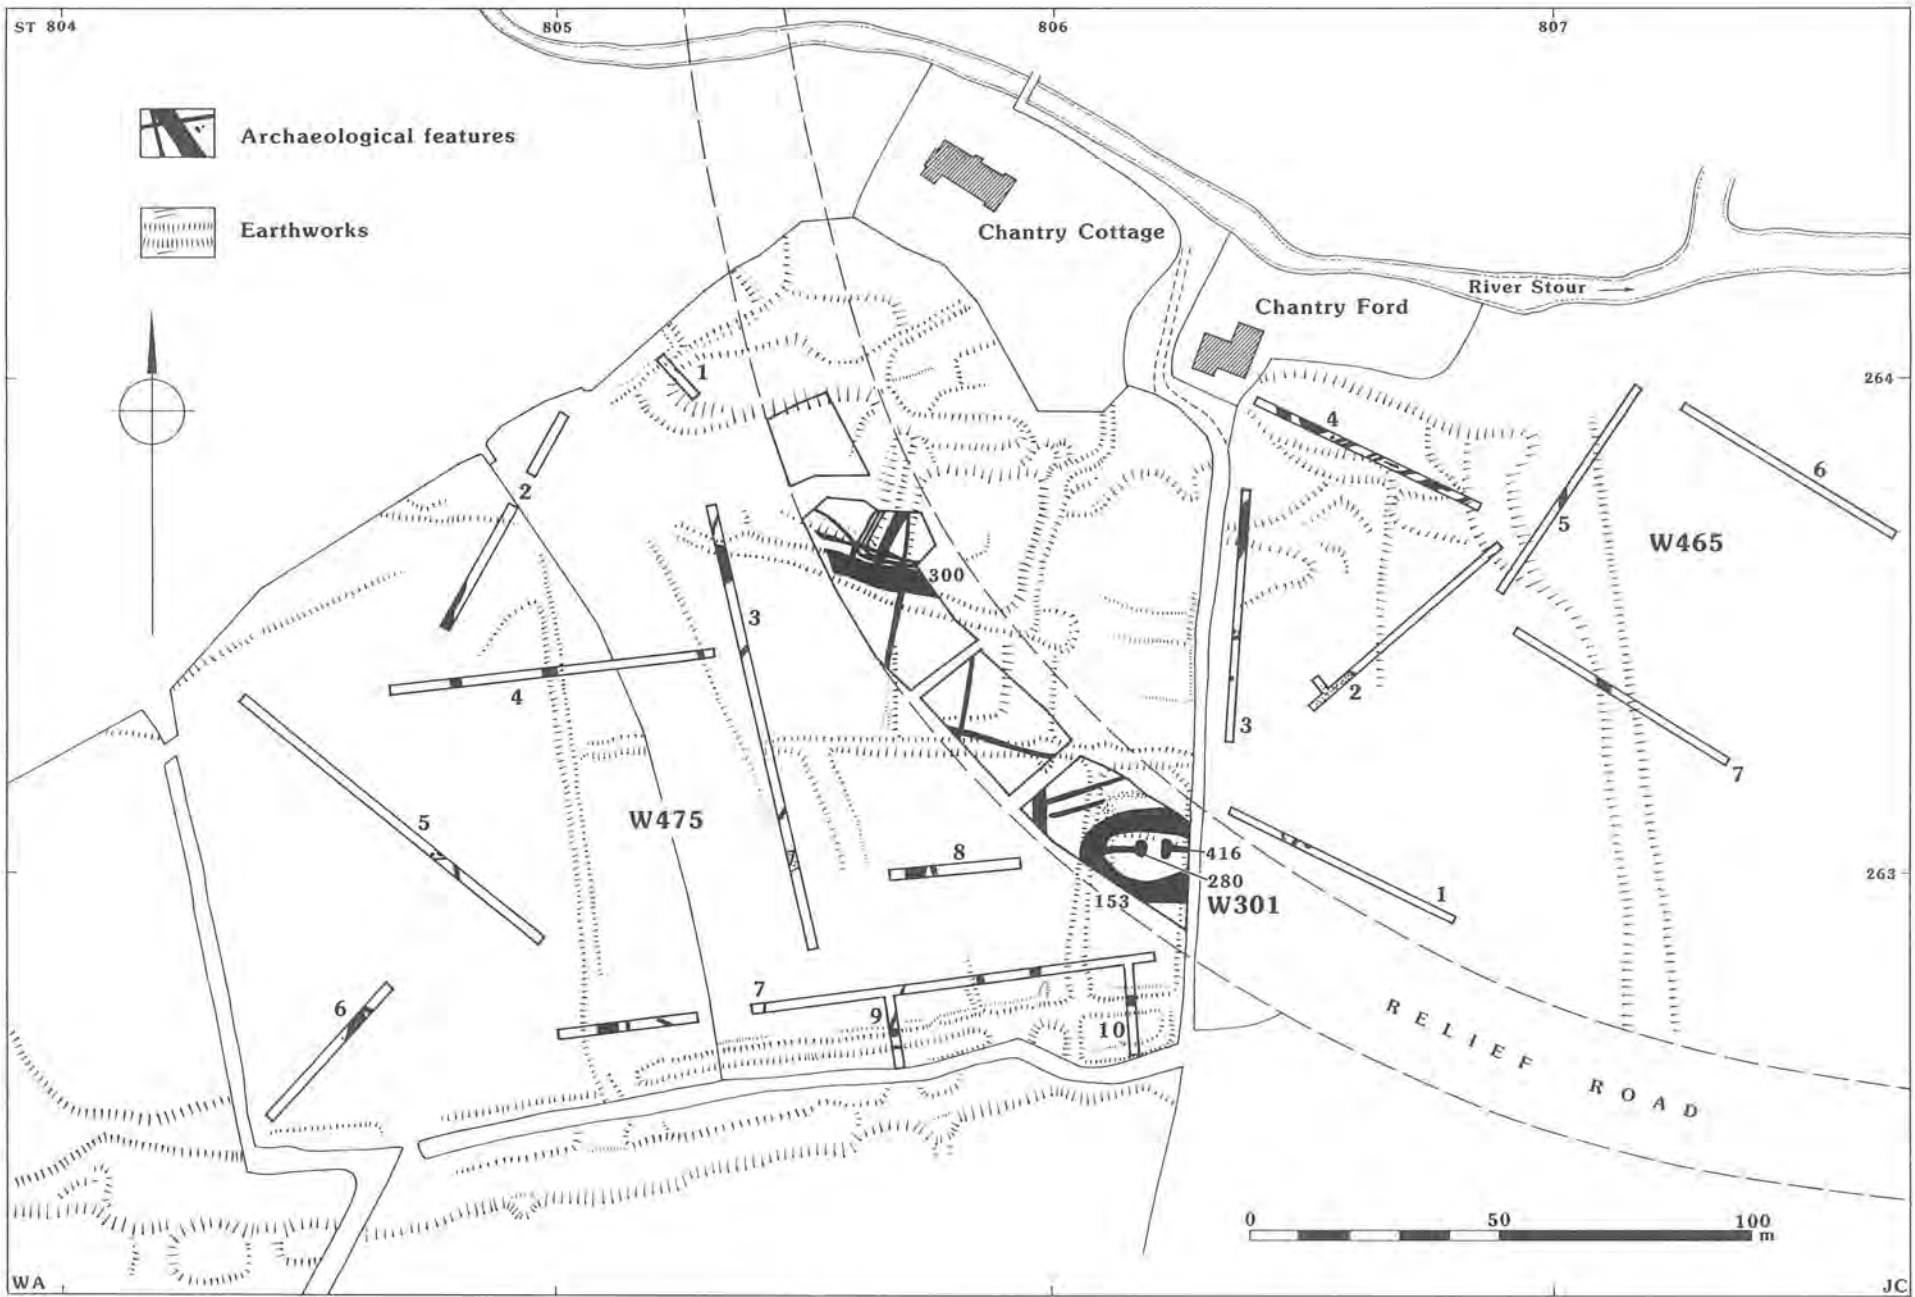 ST 804
805
806
807
Archaeological features
Earthworks
Chantry Cottage
River Stour
Chantry Ford
1
264
4
6
2
5
W465
300
3
4
2
3
7
W475
5
8
416
280
153
W301
1
263
7
6
9
10
RELIEF ROAD
0 50 100
m
WA
JC